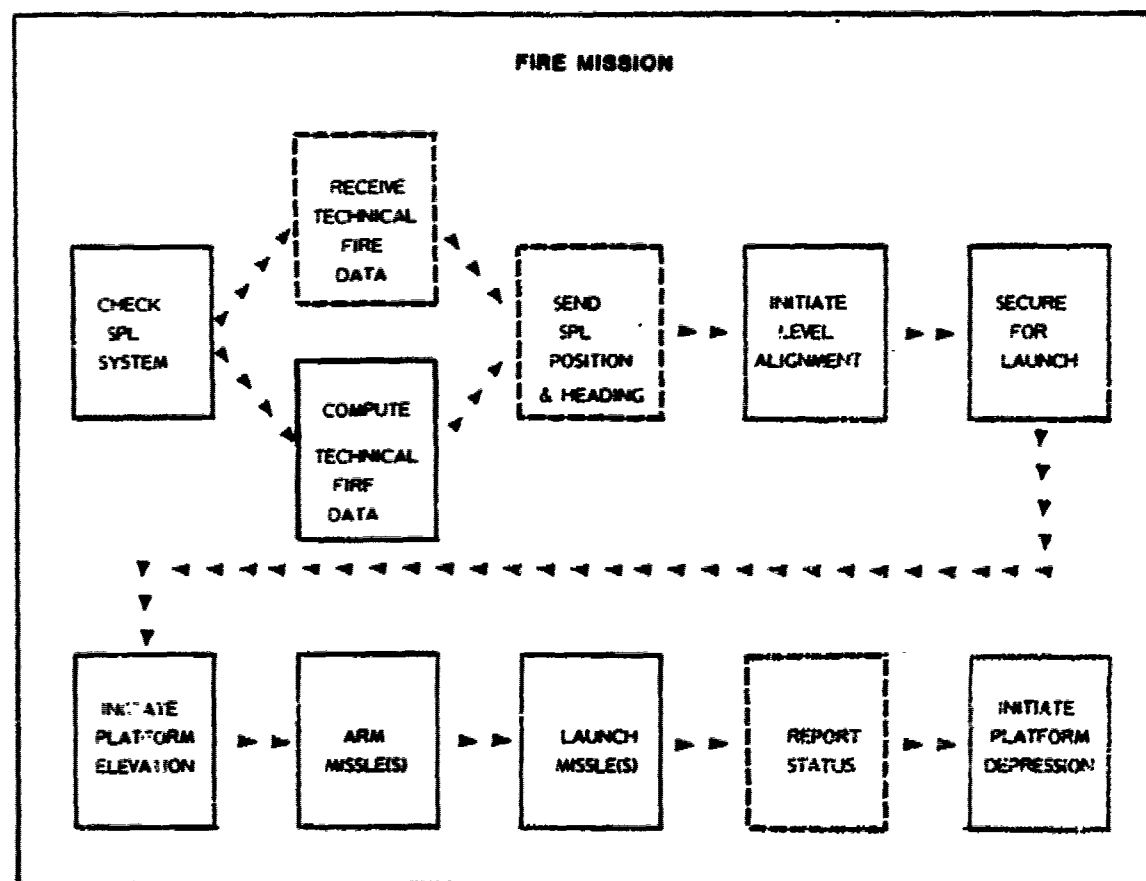 FIRE MISSION
RECEIVE
TECHNICAL
FIRE
DATA
CHECK
SPL
SYSTEM
COMPUTE
TECHNICAL
FIRF
DATA
SEND
SPL
POSITION
& HEADING
INITIATE
LEVEL
ALIGNMENT
SECURE
FOR
LAUNCH
INITIATE
PLATFORM
ELEVATION
ARM
MISSLE(S)
LAUNCH
MISSLE(S)
REPORT
STATUS
INITIATE
PLATFORM
DEPRESSION